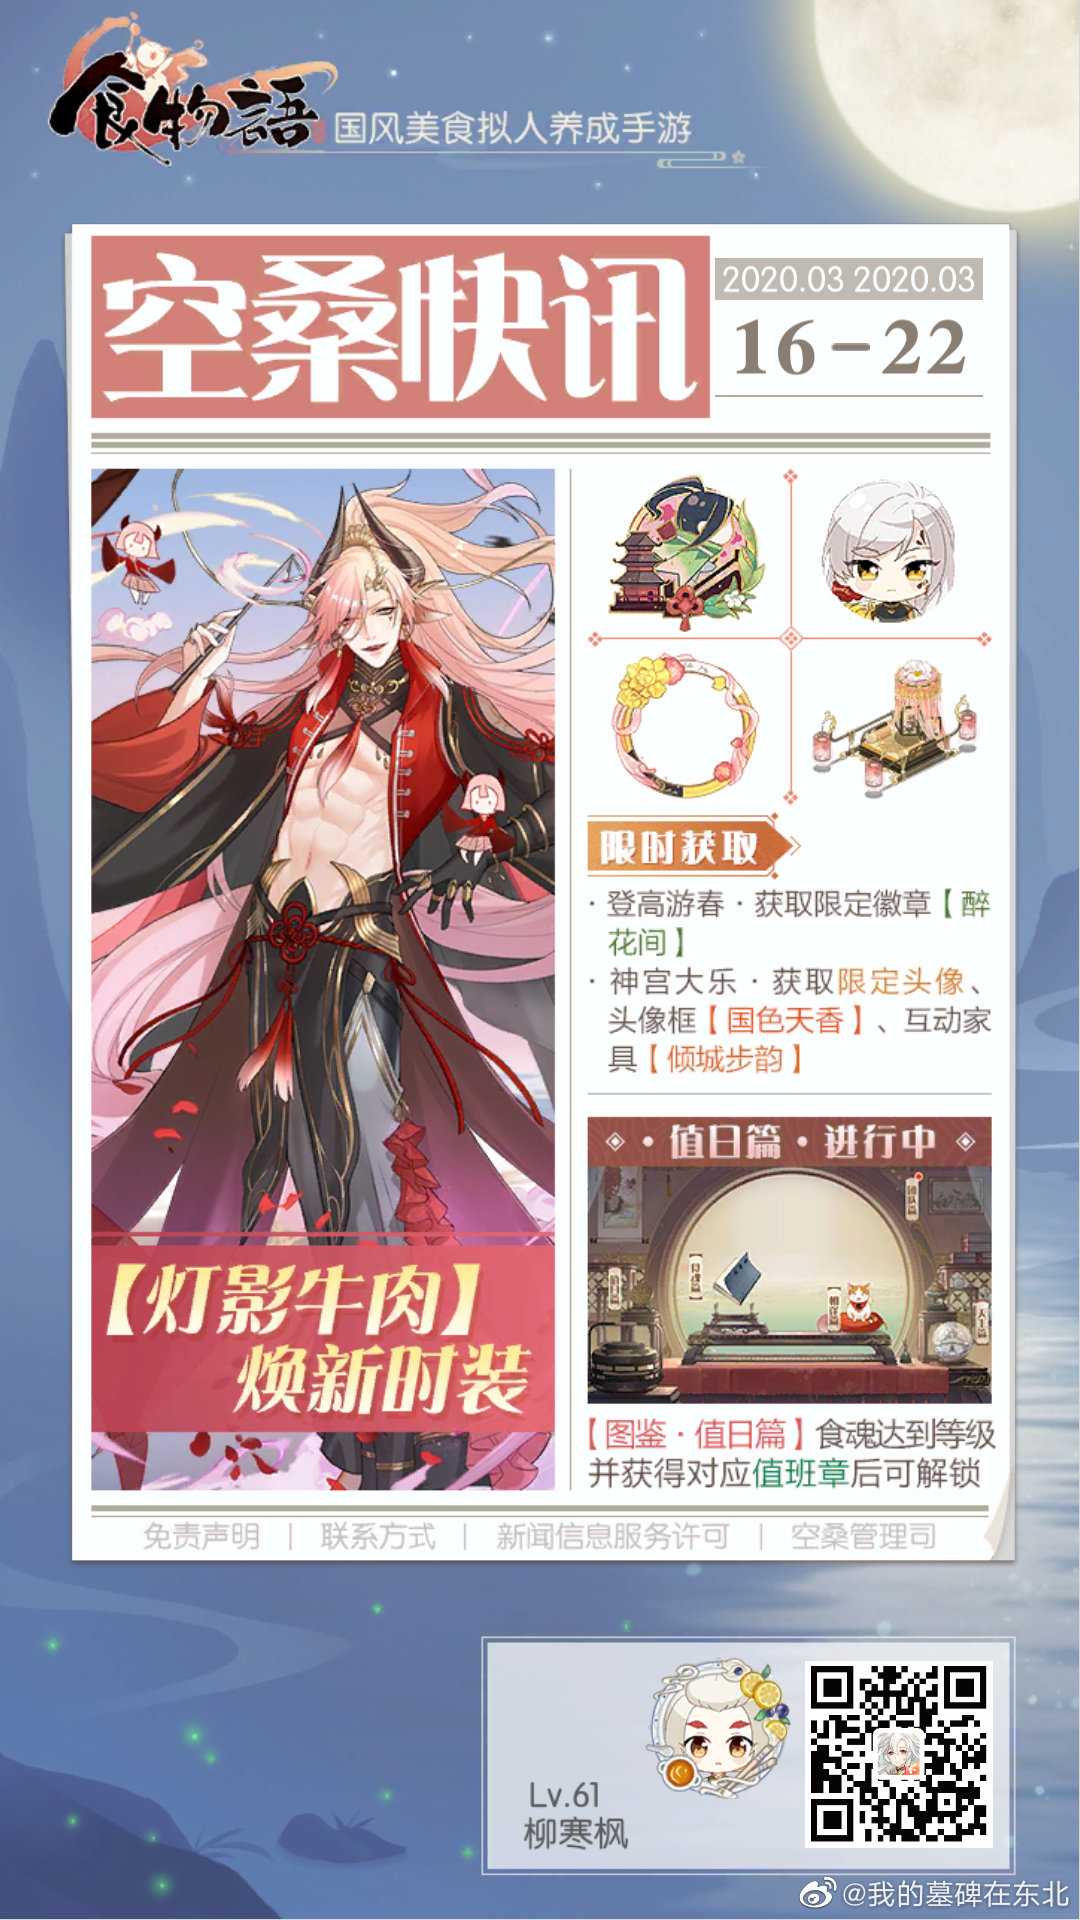 食物語
国风美食拟人养成手游
空桑快讯
2020.03 2020.03
16-22
限时获取
· 登高游春 · 获取限定徽章【醉
花间】
· 神宫大乐 · 获取限定头像、
头像框【国色天香】、互动家
具【倾城步韵】
· 值日篇 · 进行中
【图鉴 · 值日篇】食魂达到等级
并获得对应值班章后可解锁
【灯影牛肉】
焕新时装
免责声明 | 联系方式 | 新闻信息服务许可 | 空桑管理司
Lv.61
柳寒枫
@我的墓碑在东北